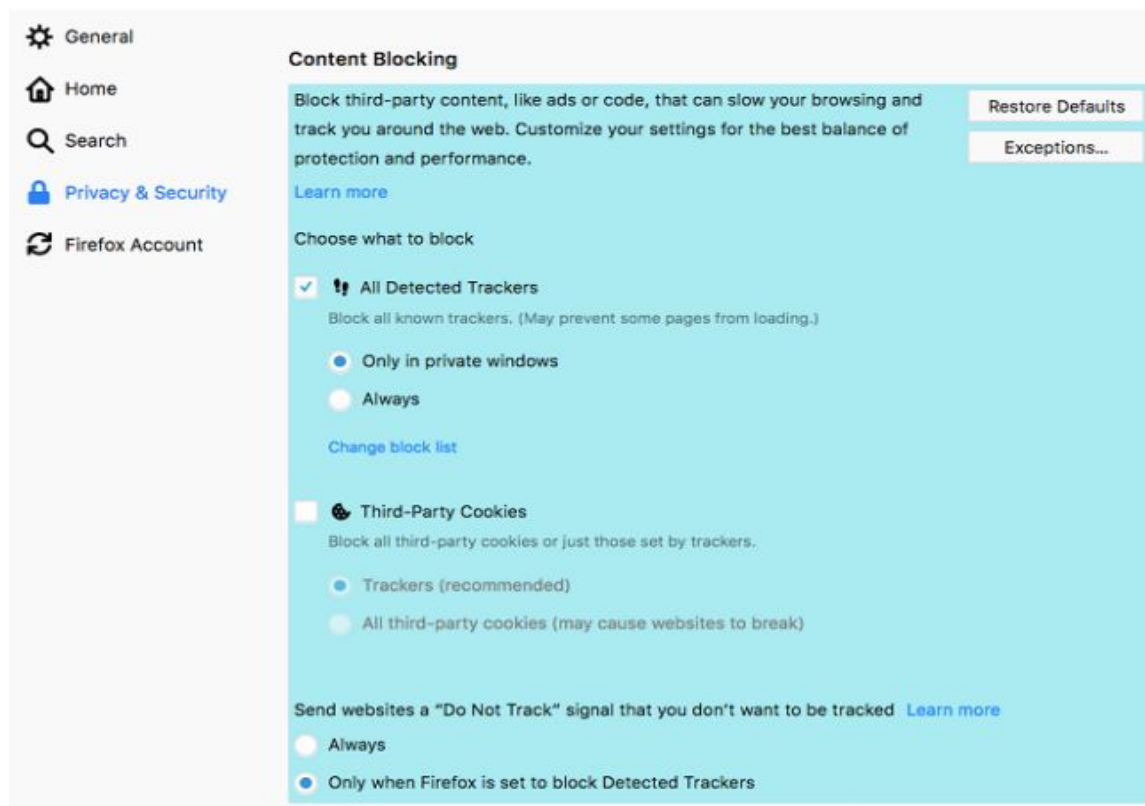 General
Home
Search
Privacy & Security
Firefox Account
Content Blocking
Block third-party content, like ads or code, that can slow your browsing and
track you around the web. Customize your settings for the best balance of
protection and performance.
Learn more
Restore Defaults
Exceptions...
Choose what to block
All Detected Trackers
Block all known trackers. (May prevent some pages from loading.)
Only in private windows
Always
Change block list
Third-Party Cookies
Block all third-party cookies or just those set by trackers.
Trackers (recommended)
All third-party cookies (may cause websites to break)
Send websites a “Do Not Track” signal that you don’t want to be tracked Learn more
Always
Only when Firefox is set to block Detected Trackers